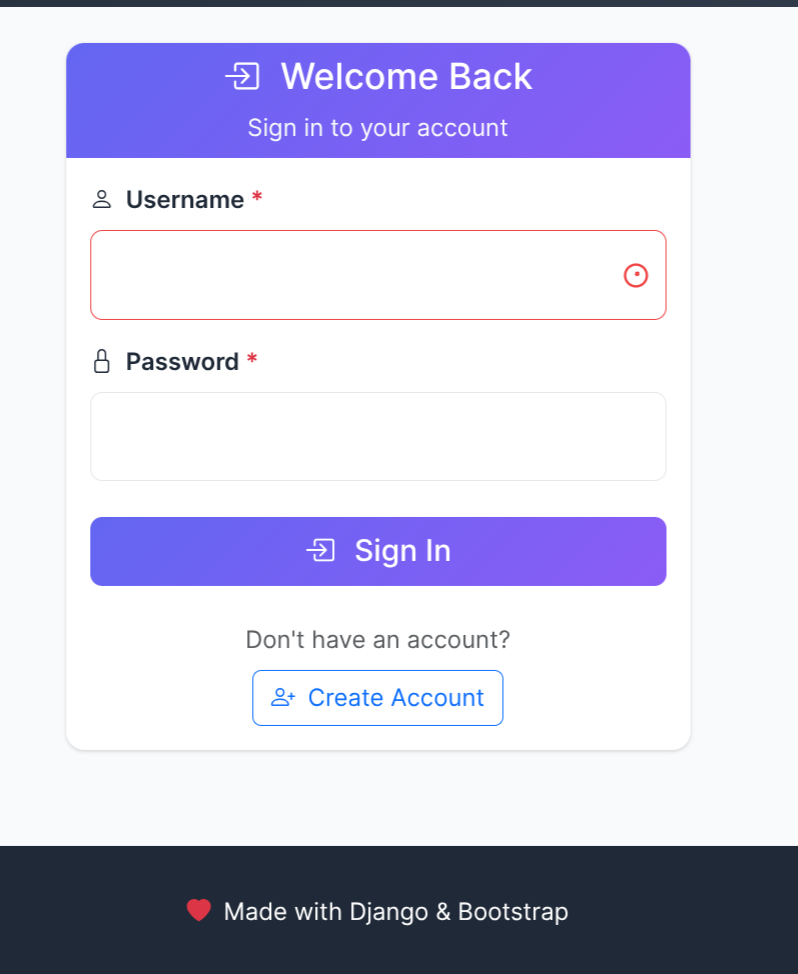 Welcome Back
Sign in to your account
Username *
Password *
Sign In
Don't have an account?
Create Account
Made with Django & Bootstrap